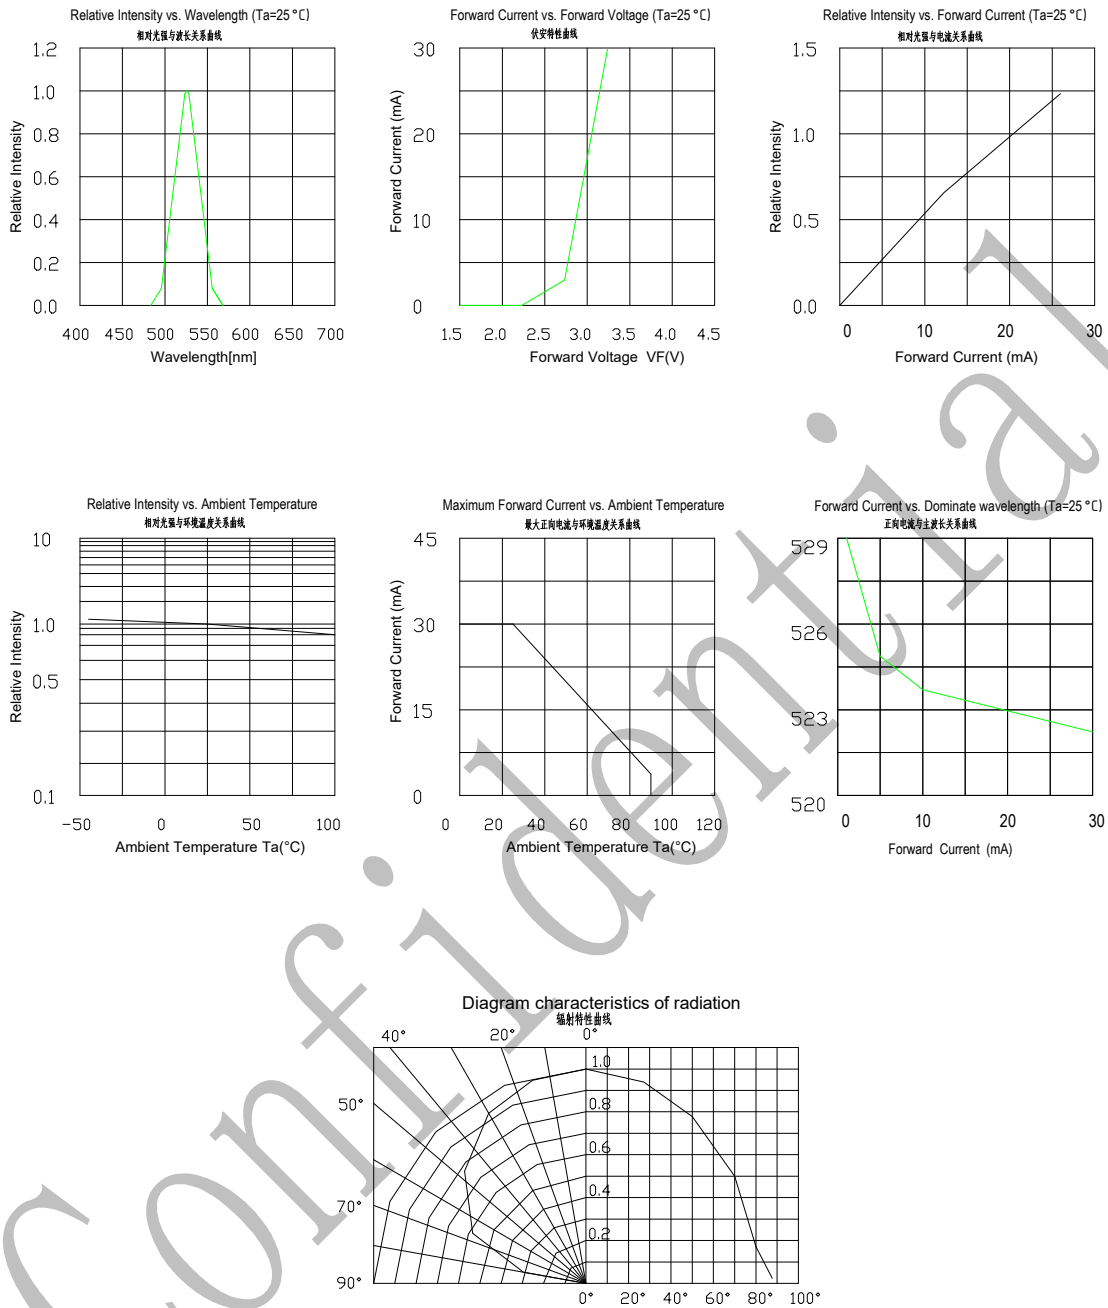 Relative Intensity vs. Wavelength (Ta=25 °C)
相对光强与波长关系曲线
1.2
1.0
0.8
0.6
0.4
0.2
0.0
Relative Intensity
400 450 500 550 600 650 700
Wavelength[nm]
Forward Current vs. Forward Voltage (Ta=25 °C)
伏安特性曲线
30
20
10
0
Forward Current (mA)
1.5 2.0 2.5 3.0 3.5 4.0 4.5
Forward Voltage VF(V)
Relative Intensity vs. Forward Current (Ta=25 °C)
相对光强与电流关系曲线
1.5
1.0
0.5
0.0
Relative Intensity
0 10 20 30
Forward Current (mA)
Relative Intensity vs. Ambient Temperature
相对光强与环境温度关系曲线
10
1.0
0.5
0.1
Relative Intensity
-50 0 50 100
Ambient Temperature Ta(°C)
Maximum Forward Current vs. Ambient Temperature
最大正向电流与环境温度关系曲线
45
30
15
0
Forward Current (mA)
0 20 40 60 80 100 120
Ambient Temperature Ta(°C)
Forward Current vs. Dominate wavelength (Ta=25 °C)
正向电流与主波长关系曲线
529
526
523
520
0 10 20 30
Forward Current (mA)
Diagram characteristics of radiation
辐射特性曲线
40° 20° 0°
50°
70°
90°
1.0
0.8
0.6
0.4
0.2
0° 20° 40° 60° 80° 100°
Confidential